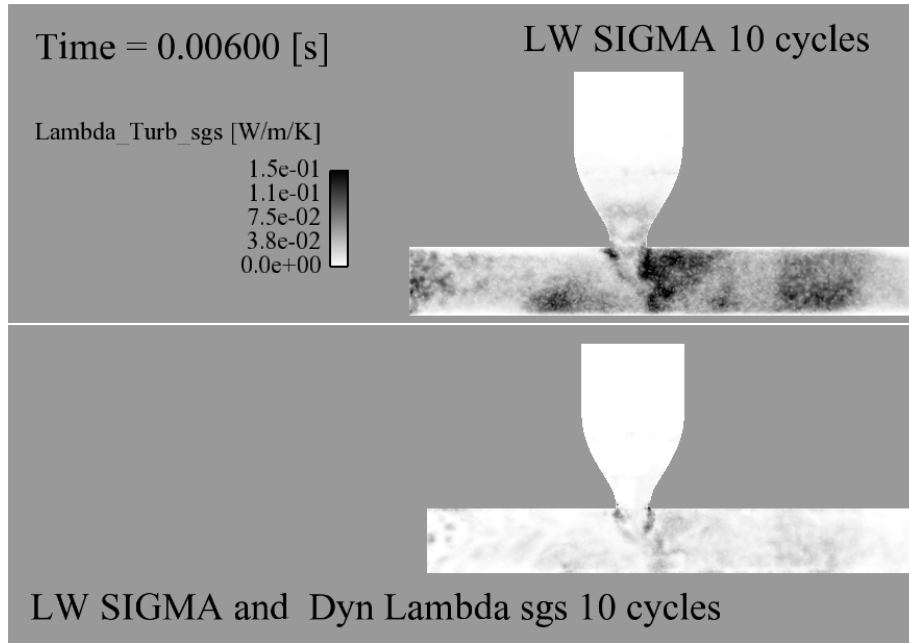 Time = 0.00600 [s]
LW SIGMA 10 cycles
Lambda_Turb_sgs [W/m/K]
1.5e-01
1.1e-01
7.5e-02
3.8e-02
0.0e+00
LW SIGMA and  Dyn Lambda sgs 10 cycles